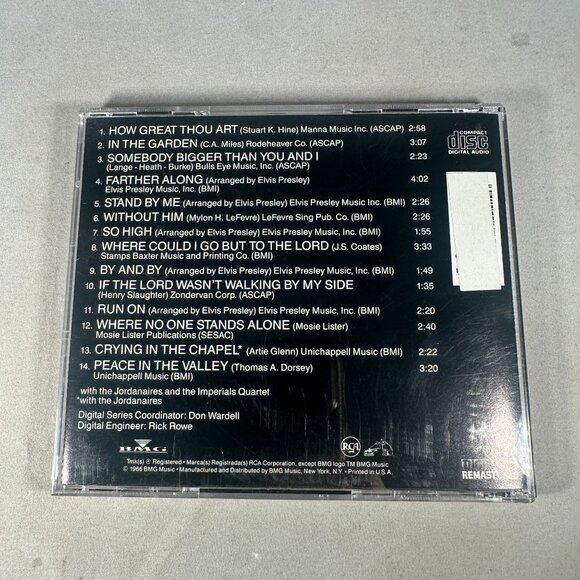 1. HOW GREAT THOU ART (Stuart K. Hine) Manna Music Inc. (ASCAP) 2:58
2. IN THE GARDEN (C.A. Miles) Rodeheaver Co. (ASCAP) 3:07
3. SOMEBODY BIGGER THAN YOU AND I 2:23
(Lange - Heath - Burke) Bulls Eye Music Inc. (ASCAP)
4. FARTHER ALONG (Arranged by Elvis Presley) 4:02
Elvis Presley Music, Inc. (BMI)
5. STAND BY ME (Arranged by Elvis Presley) Elvis Presley Music Inc. (BMI) 2:26
6. WITHOUT HIM (Mylon H. LeFevre) LeFevre Sing Pub. Co. (BMI) 2:26
7. SO HIGH (Arranged by Elvis Presley) Elvis Presley Music, Inc. (BMI) 1:55
8. WHERE COULD I GO BUT TO THE LORD (J.S. Coates) 3:33
Stamps Baxter Music and Printing Co. (BMI)
9. BY AND BY (Arranged by Elvis Presley) Elvis Presley Music, Inc. (BMI) 1:49
10. IF THE LORD WASN'T WALKING BY MY SIDE 1:35
(Henry Slaughter) Zondervan Corp. (ASCAP)
11. RUN ON (Arranged by Elvis Presley) Elvis Presley Music, Inc. (BMI) 2:20
12. WHERE NO ONE STANDS ALONE (Mosie Lister) 2:40
Mosie Lister Publications (SESAC)
13. CRYING IN THE CHAPEL* (Artie Glenn) Unichappell Music (BMI) 2:22
14. PEACE IN THE VALLEY (Thomas A. Dorsey) 3:20
Unichappell Music (BMI)
with the Jordanaires and the Imperials Quartet
*with the Jordanaires
Digital Series Coordinator: Don Wardell
Digital Engineer: Rick Rowe
COMPACT
disc
DIGITAL AUDIO
BMG
RCA
Tmk(s) ® Registered • Marca(s) Registrada(s) RCA Corporation, except BMG logo TM BMG Music
© 1966 BMG Music • Manufactured and Distributed by BMG Music, New York, N.Y. • Printed in U.S.A.